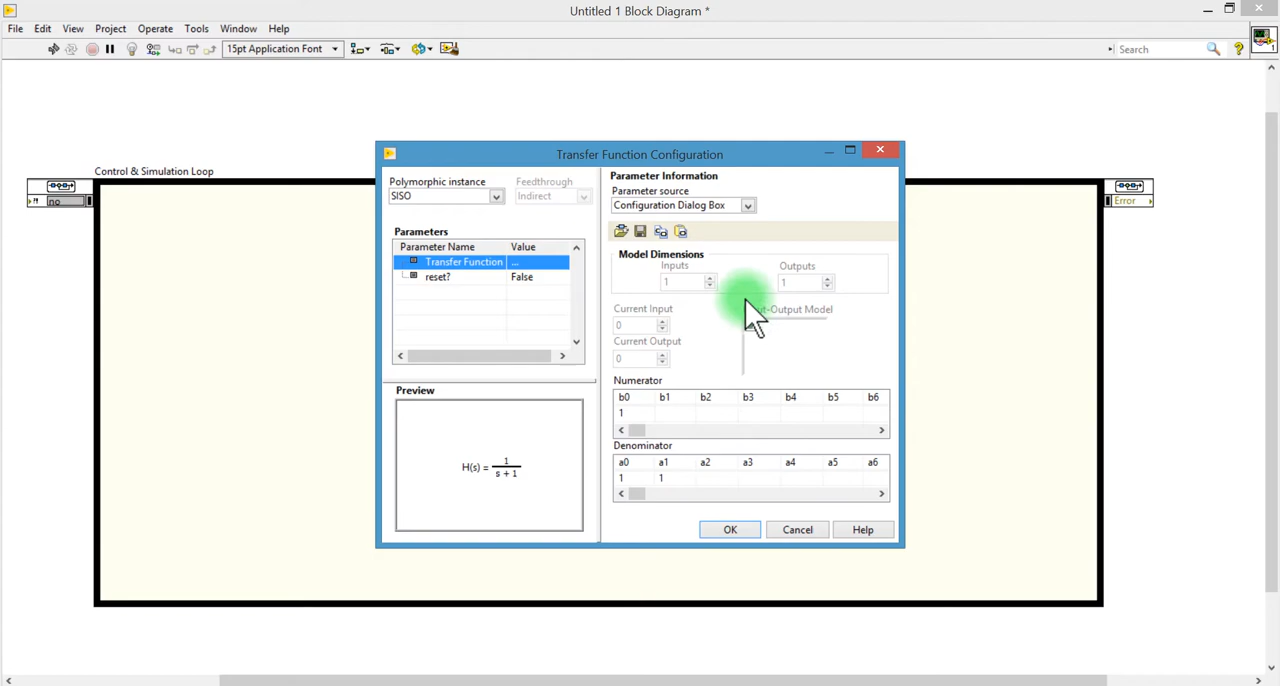 Untitled 1 Block Diagram *
File Edit View Project Operate Tools Window Help
15pt Application Font
Search
?
1
Control & Simulation Loop
no
Error
Transfer Function Configuration
Polymorphic instance
SISO
Feedthrough
Indirect
Parameters
Parameter Name Value
Transfer Function ...
reset? False
Preview
H(s) = 1
s + 1
Parameter Information
Parameter source
Configuration Dialog Box
Model Dimensions
Inputs Outputs
1 1
Current Input
0
Current Output
0
-Output Model
Numerator
b0 b1 b2 b3 b4 b5 b6
1
Denominator
a0 a1 a2 a3 a4 a5 a6
1 1
OK Cancel Help